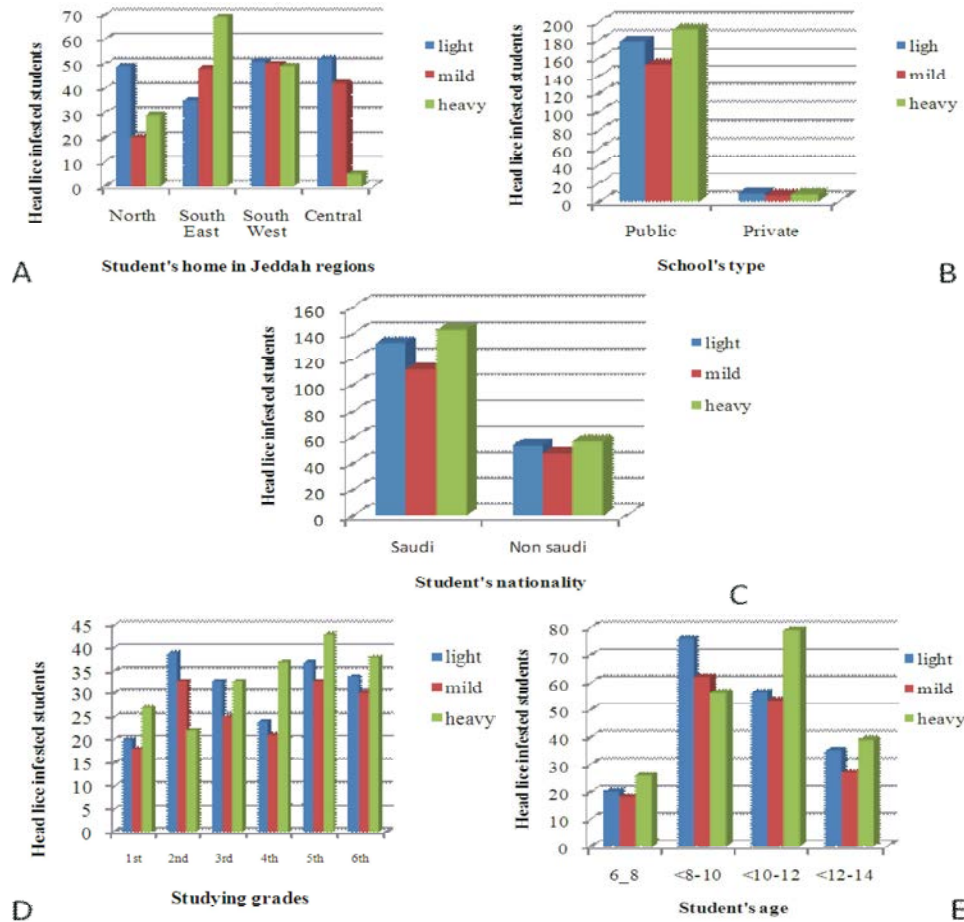 Head lice infested students
70
60
50
40
30
20
10
0
North
South East
South West
Central
light
mild
heavy
Student's home in Jeddah regions
A
Head lice infested students
200
180
160
140
120
100
80
60
40
20
0
Public
Private
ligh
mild
heavy
School's type
B
Head lice infested students
160
140
120
100
80
60
40
20
0
Saudi
Non saudi
light
mild
heavy
Student's nationality
C
Head lice infested students
45
40
35
30
25
20
15
10
5
0
1st
2nd
3rd
4th
5th
6th
light
mild
heavy
Studying grades
D
Head lice infested students
80
70
60
50
40
30
20
10
0
6_8
<8-10
<10-12
<12-14
light
mild
heavy
Student's age
E